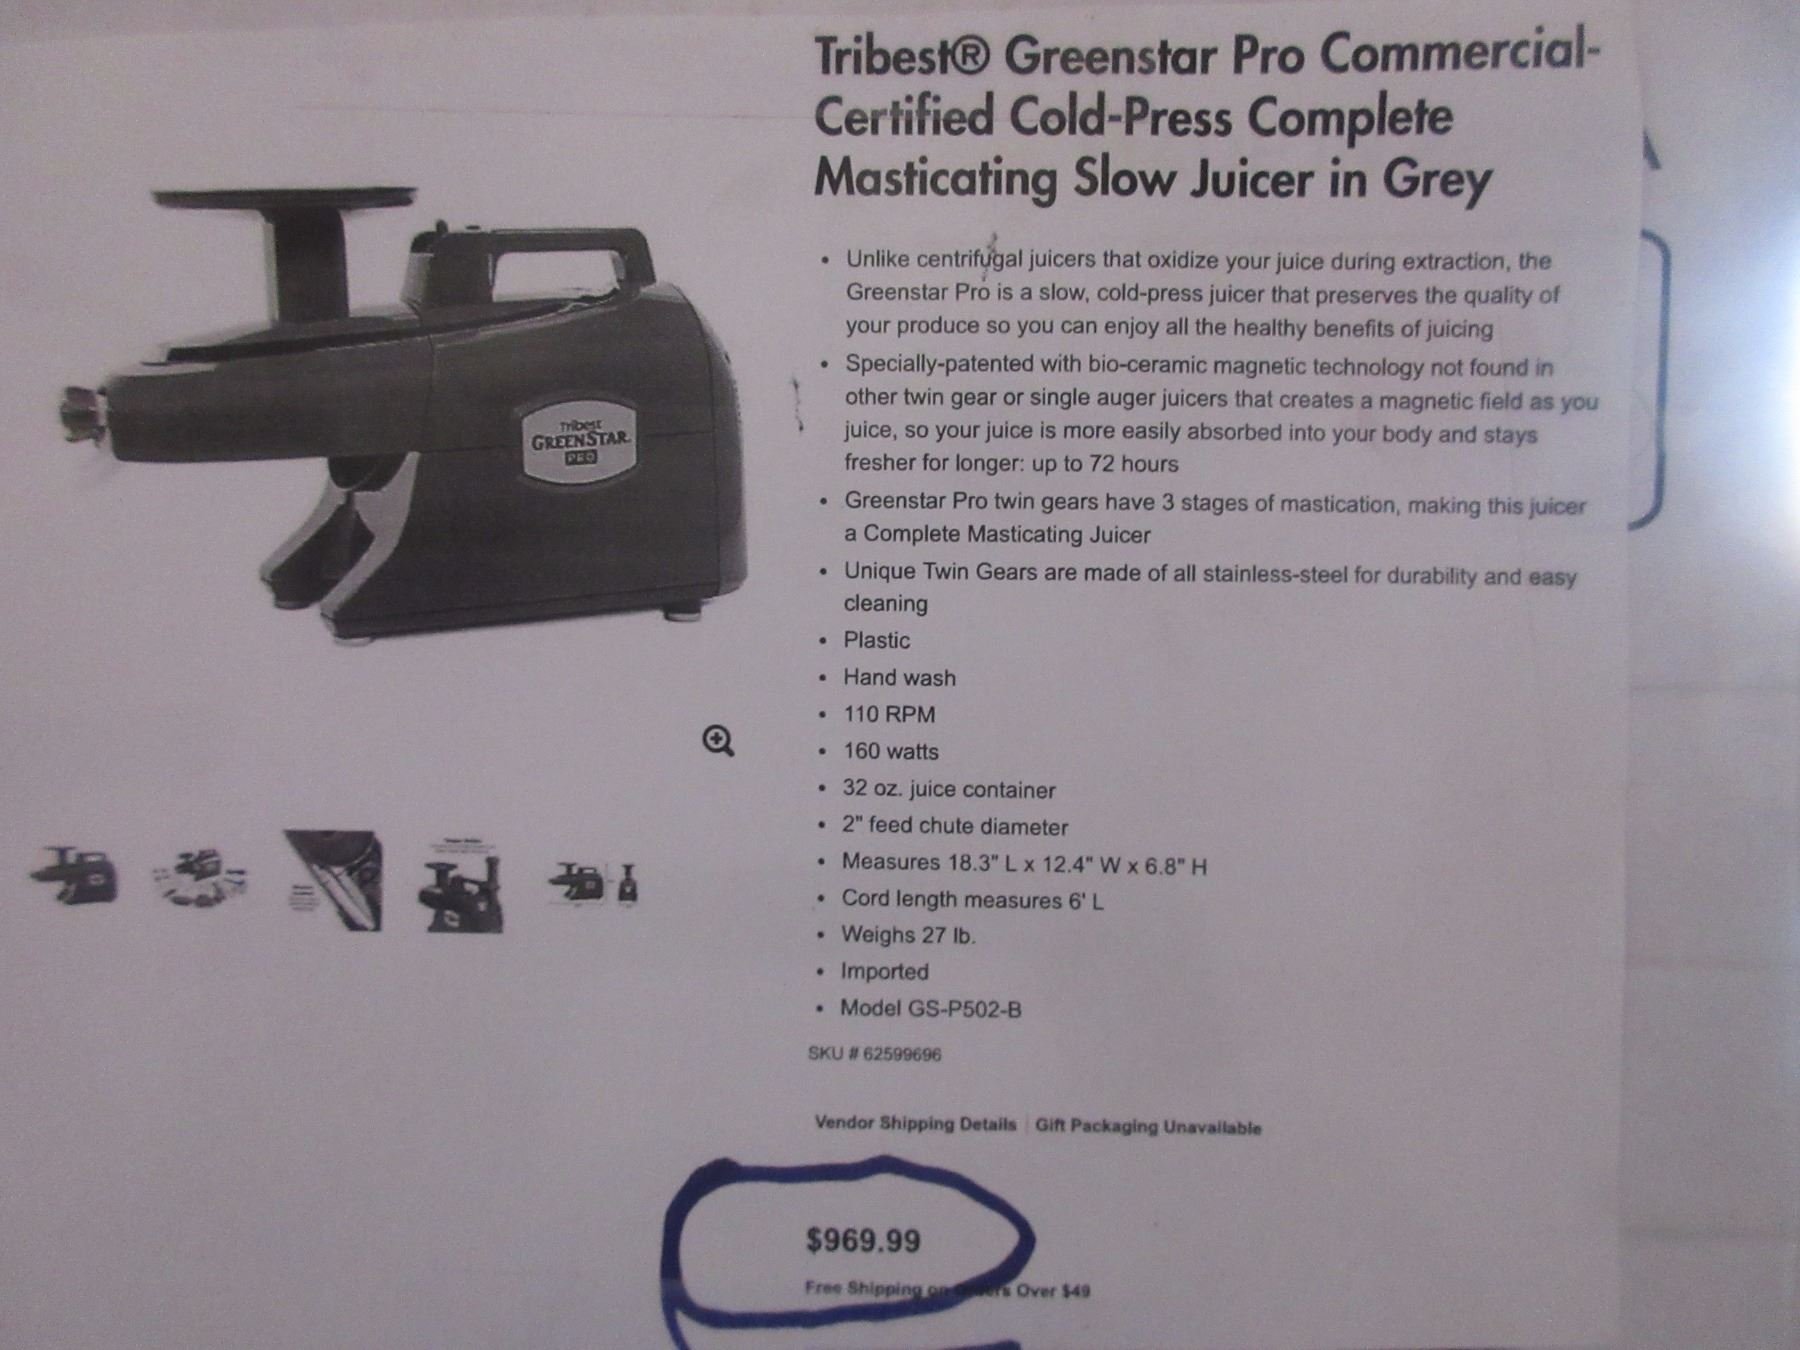 Tribest® Greenstar Pro Commercial-
Certified Cold-Press Complete
Masticating Slow Juicer in Grey
• Unlike centrifugal juicers that oxidize your juice during extraction, the
Greenstar Pro is a slow, cold-press juicer that preserves the quality of
your produce so you can enjoy all the healthy benefits of juicing
• Specially-patented with bio-ceramic magnetic technology not found in
other twin gear or single auger juicers that creates a magnetic field as you
juice, so your juice is more easily absorbed into your body and stays
fresher for longer: up to 72 hours
• Greenstar Pro twin gears have 3 stages of mastication, making this juicer
a Complete Masticating Juicer
• Unique Twin Gears are made of all stainless-steel for durability and easy
cleaning
• Plastic
• Hand wash
• 110 RPM
• 160 watts
• 32 oz. juice container
• 2" feed chute diameter
• Measures 18.3" L x 12.4" W x 6.8" H
• Cord length measures 6' L
• Weighs 27 lb.
• Imported
• Model GS-P502-B
SKU # 62599696
Vendor Shipping Details Gift Packaging Unavailable
$969.99
Free Shipping on Orders Over $49
Tribest
GREENSTAR
PRO